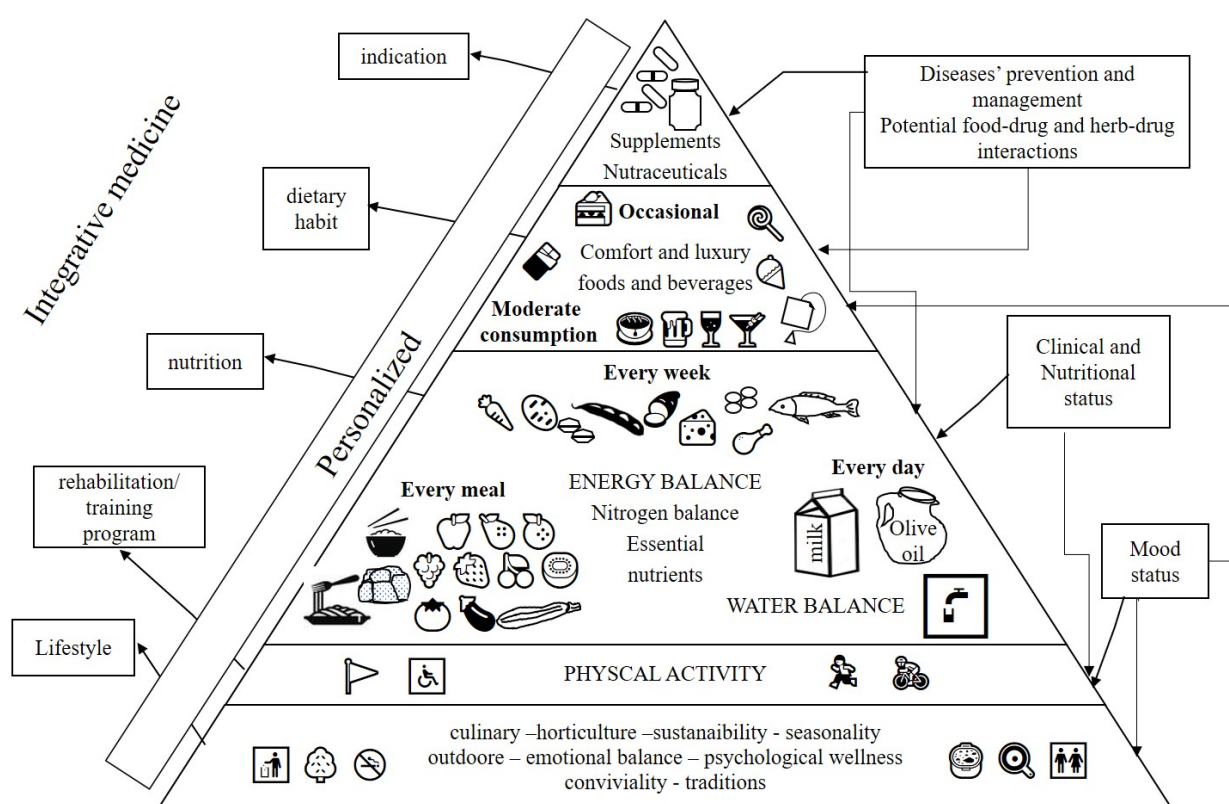 Integrative medicine
Personalized
indication
dietary
habit
nutrition
rehabilitation/
training
program
Lifestyle
Supplements
Nutraceuticals
Occasional
Comfort and luxury
foods and beverages
Moderate
consumption
Every week
Every meal
ENERGY BALANCE
Nitrogen balance
Essential
nutrients
Every day
milk
Olive
oil
WATER BALANCE
PHYSCAL ACTIVITY
culinary –horticulture –sustanaibility - seasonality
outdoore – emotional balance – psychological wellness
conviviality - traditions
Diseases’ prevention and
management
Potential food-drug and herb-drug
interactions
Clinical and
Nutritional
status
Mood
status